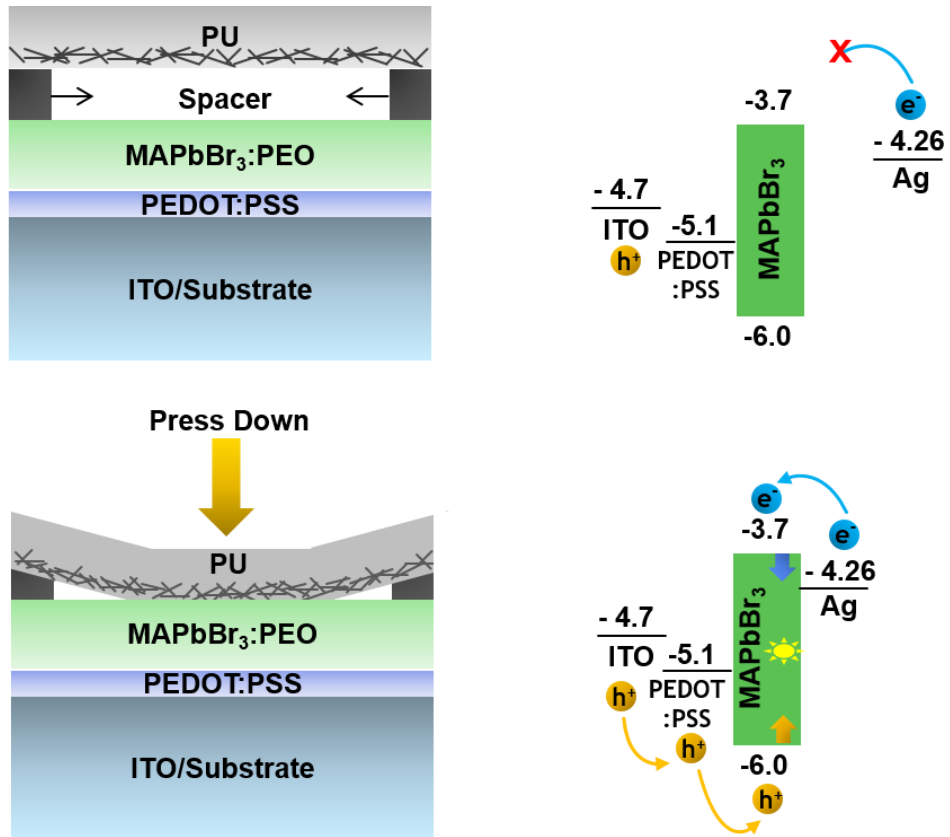 PU
Spacer
MAPbBr₃:PEO
PEDOT:PSS
ITO/Substrate
X
e⁻
-3.7
- 4.26
Ag
MAPbBr₃
- 4.7
ITO
h⁺
-5.1
PEDOT
:PSS
-6.0
Press Down
PU
MAPbBr₃:PEO
PEDOT:PSS
ITO/Substrate
e⁻
-3.7
e⁻
- 4.26
Ag
MAPbBr₃
- 4.7
ITO
h⁺
-5.1
PEDOT
:PSS
h⁺
-6.0
h⁺